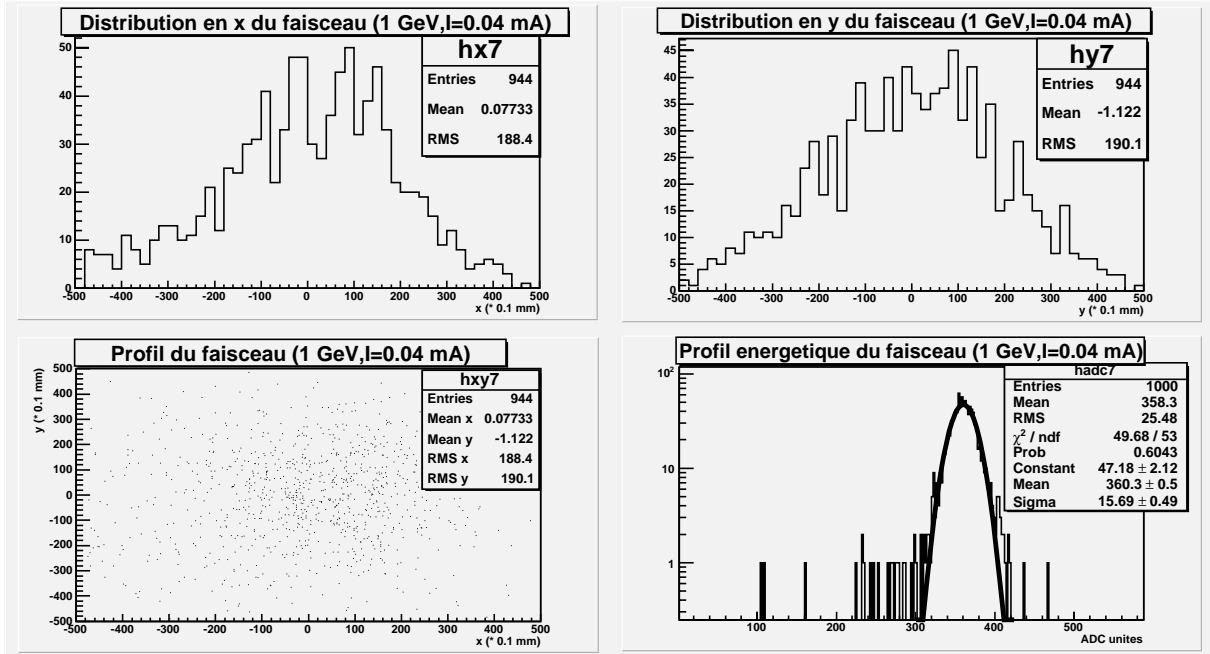 Distribution en x du faisceau (1 GeV,I=0.04 mA)
hx7
Entries 944
Mean 0.07733
RMS 188.4
50
40
30
20
10
0
-500 -400 -300 -200 -100 0 100 200 300 400 500
x (* 0.1 mm)
Distribution en y du faisceau (1 GeV,I=0.04 mA)
hy7
Entries 944
Mean -1.122
RMS 190.1
45
40
35
30
25
20
15
10
5
0
-500 -400 -300 -200 -100 0 100 200 300 400 500
y (* 0.1 mm)
Profil du faisceau (1 GeV,I=0.04 mA)
hxy7
Entries 944
Mean x 0.07733
Mean y -1.122
RMS x 188.4
RMS y 190.1
y (* 0.1 mm)
500
400
300
200
100
0
-100
-200
-300
-400
-500
-500 -400 -300 -200 -100 0 100 200 300 400 500
x (* 0.1 mm)
Profil energetique du faisceau (1 GeV,I=0.04 mA)
hadc7
Entries 1000
Mean 358.3
RMS 25.48
χ² / ndf 49.68 / 53
Prob 0.6043
Constant 47.18 ± 2.12
Mean 360.3 ± 0.5
Sigma 15.69 ± 0.49
10²
10
1
100 200 300 400 500
ADC unites